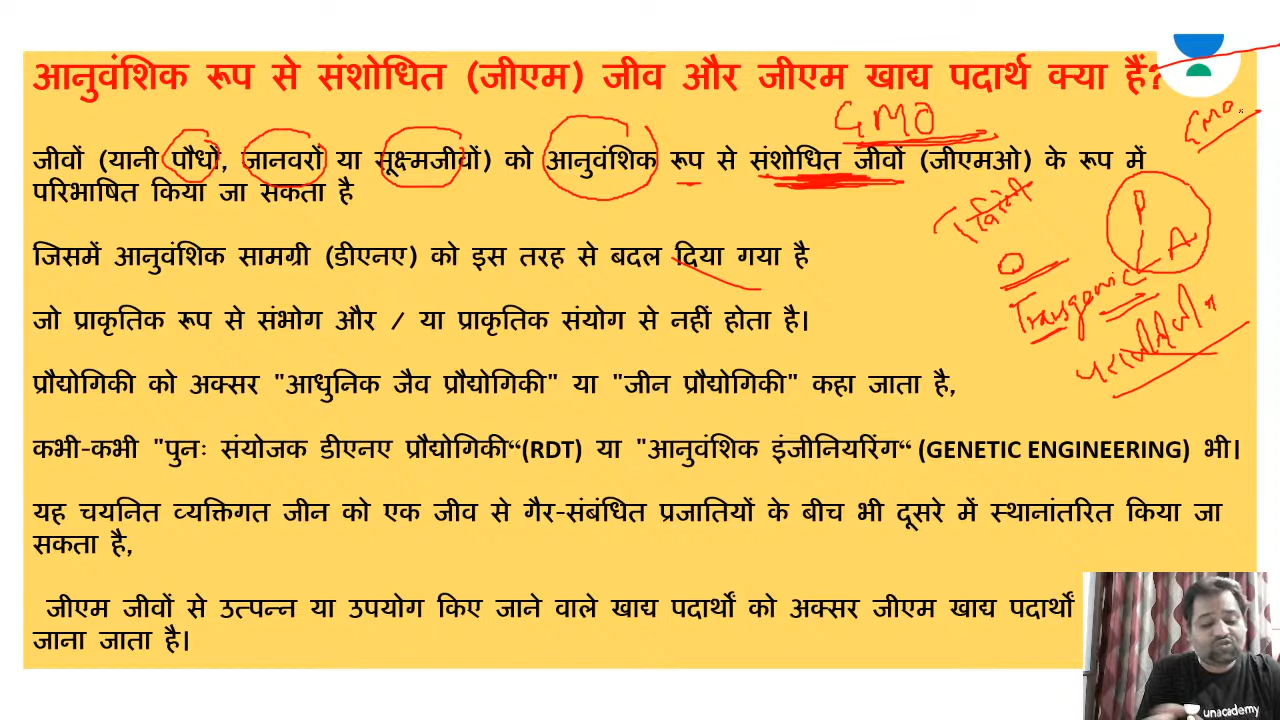 आनुवंशिक रूप से संशोधित (जीएम) जीव और जीएम खाद्य पदार्थ क्या हैं?
GMO
GMO
जीवों (यानी पौधों, जानवरों या सूक्ष्मजीवों) को आनुवंशिक रूप से संशोधित जीवों (जीएमओ) के रूप में
परिभाषित किया जा सकता है
P
A
जिसमें आनुवंशिक सामग्री (डीएनए) को इस तरह से बदल दिया गया है
Transgenic
जो प्राकृतिक रूप से संभोग और / या प्राकृतिक संयोग से नहीं होता है।
प्रौद्योगिकी को अक्सर "आधुनिक जैव प्रौद्योगिकी" या "जीन प्रौद्योगिकी" कहा जाता है,
कभी-कभी "पुनः संयोजक डीएनए प्रौद्योगिकी“(RDT) या "आनुवंशिक इंजीनियरिंग“ (GENETIC ENGINEERING) भी।
यह चयनित व्यक्तिगत जीन को एक जीव से गैर-संबंधित प्रजातियों के बीच भी दूसरे में स्थानांतरित किया जा
सकता है,
जीएम जीवों से उत्पन्न या उपयोग किए जाने वाले खाद्य पदार्थों को अक्सर जीएम खाद्य पदार्थों
जाना जाता है।
unacademy